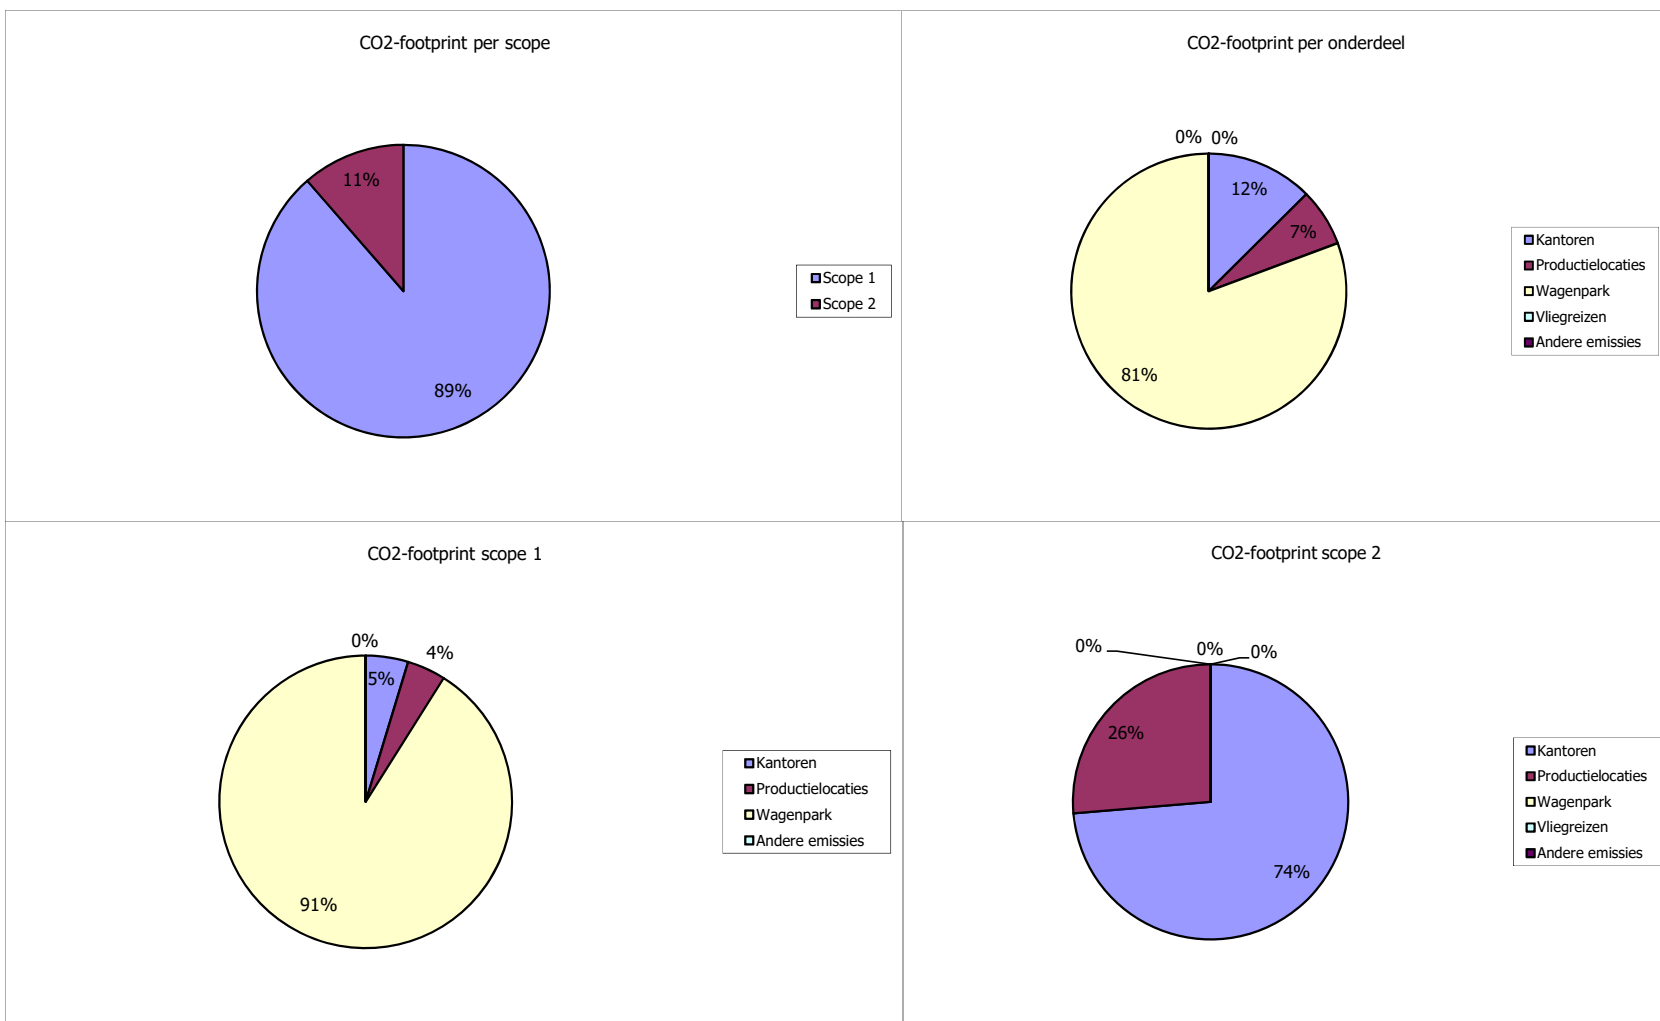 CO2-footprint per scope
11%
89%
Scope 1
Scope 2
CO2-footprint per onderdeel
0% 0%
12%
7%
81%
Kantoren
Productielocaties
Wagenpark
Vliegreizen
Andere emissies
CO2-footprint scope 1
0%
4%
5%
91%
Kantoren
Productielocaties
Wagenpark
Andere emissies
CO2-footprint scope 2
0% 0% 0%
26%
74%
Kantoren
Productielocaties
Wagenpark
Vliegreizen
Andere emissies